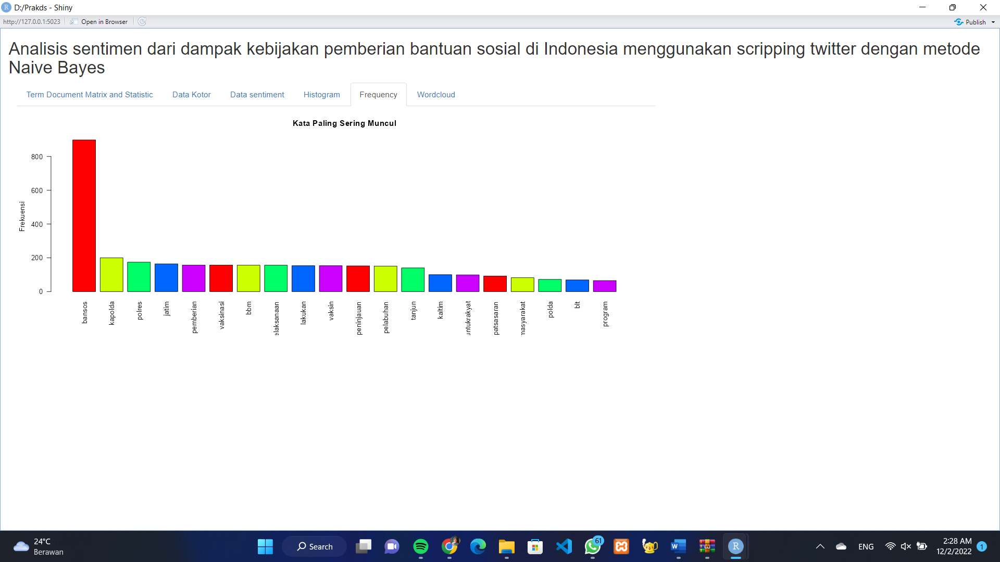 D:/Prakds - Shiny
http://127.0.0.1:5023 Open in Browser Publish
Analisis sentimen dari dampak kebijakan pemberian bantuan sosial di Indonesia menggunakan scripping twitter dengan metode
Naive Bayes
Term Document Matrix and Statistic Data Kotor Data sentiment Histogram Frequency Wordcloud
Kata Paling Sering Muncul
Frekuensi
800
600
400
200
0
bansos
kapolda
polres
jatim
pemberian
vaksinasi
bbm
elaksanaan
lakukan
vaksin
peninjauan
pelabuhan
tanjun
kaltim
untukrakyat
patsasaran
masyarakat
polda
blt
program
24°C
Berawan
Search
61
ENG
2:28 AM
12/2/2022
1